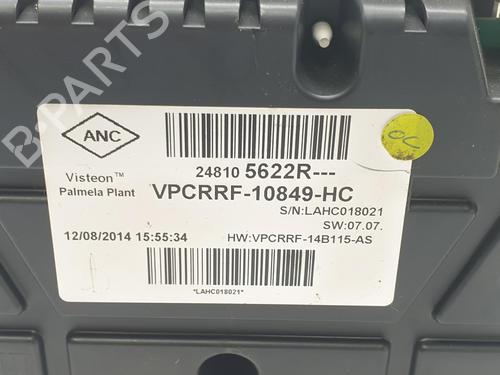 B-PARTS
ANC
OC
Visteon™
Palmela Plant
24810 5622R---
VPCRRF-10849-HC
S/N:LAHC018021
SW:07.07.
12/08/2014 15:55:34
HW:VPCRRF-14B115-AS
*LAHC018021*